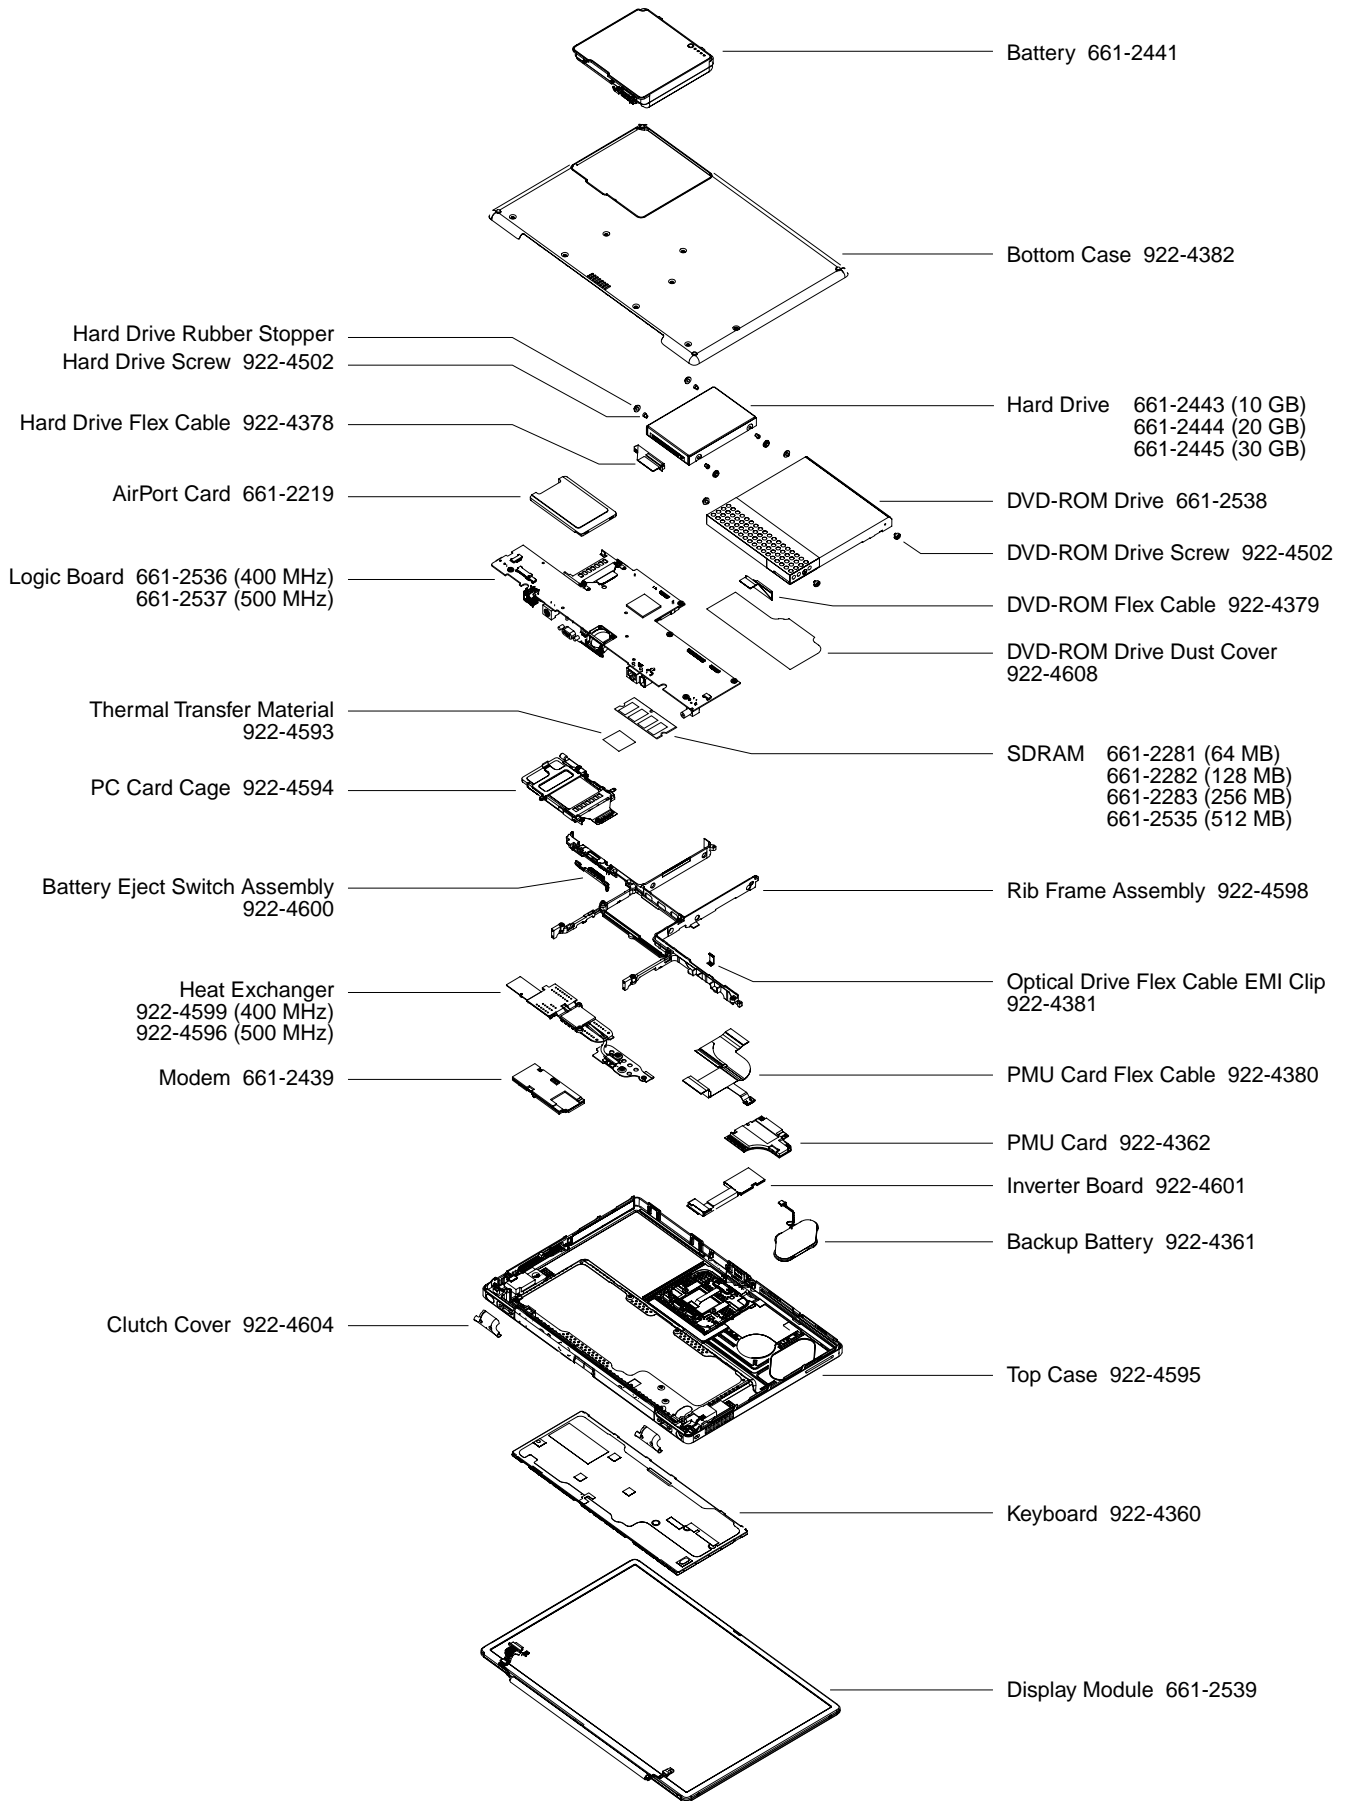 Battery 661-2441
Bottom Case 922-4382
Hard Drive Rubber Stopper
Hard Drive Screw 922-4502
Hard Drive Flex Cable 922-4378
AirPort Card 661-2219
Logic Board 661-2536 (400 MHz)
661-2537 (500 MHz)
Thermal Transfer Material
922-4593
PC Card Cage 922-4594
Battery Eject Switch Assembly
922-4600
Heat Exchanger
922-4599 (400 MHz)
922-4596 (500 MHz)
Modem 661-2439
Clutch Cover 922-4604
Hard Drive 661-2443 (10 GB)
661-2444 (20 GB)
661-2445 (30 GB)
DVD-ROM Drive 661-2538
DVD-ROM Drive Screw 922-4502
DVD-ROM Flex Cable 922-4379
DVD-ROM Drive Dust Cover
922-4608
SDRAM 661-2281 (64 MB)
661-2282 (128 MB)
661-2283 (256 MB)
661-2535 (512 MB)
Rib Frame Assembly 922-4598
Optical Drive Flex Cable EMI Clip
922-4381
PMU Card Flex Cable 922-4380
PMU Card 922-4362
Inverter Board 922-4601
Backup Battery 922-4361
Top Case 922-4595
Keyboard 922-4360
Display Module 661-2539